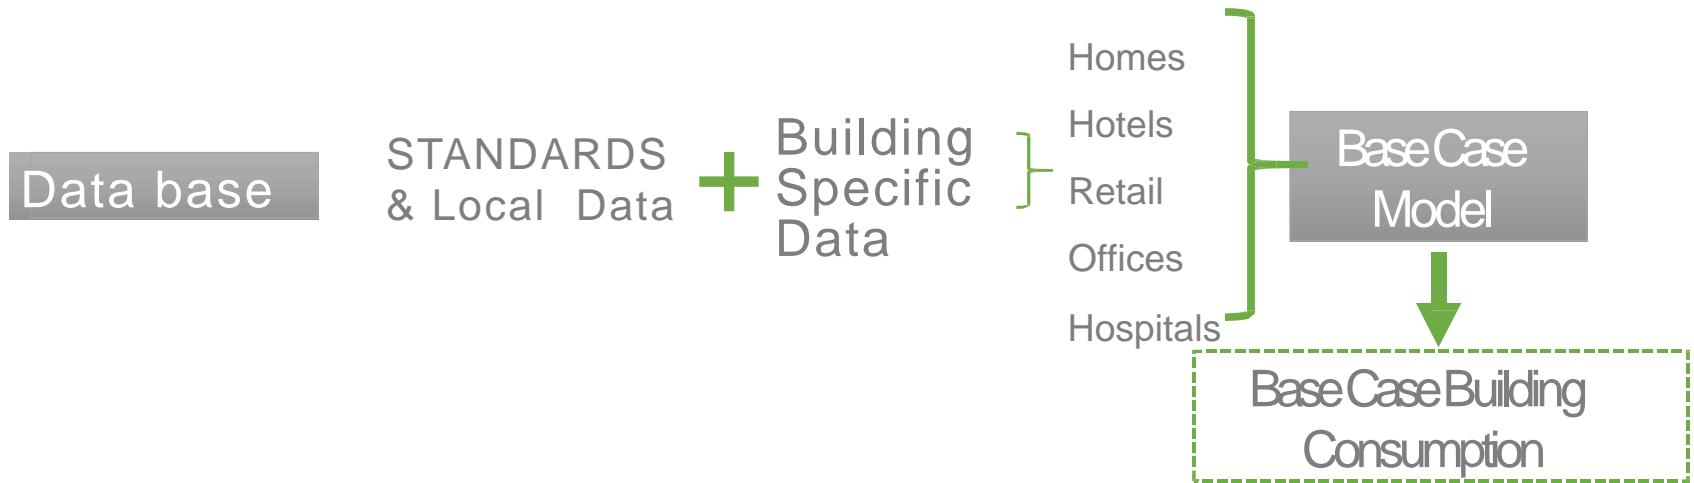 Data base
STANDARDS
& Local Data
+
Building
Specific
Data
Homes
Hotels
Retail
Offices
Hospitals
Base Case
Model
Base Case Building
Consumption